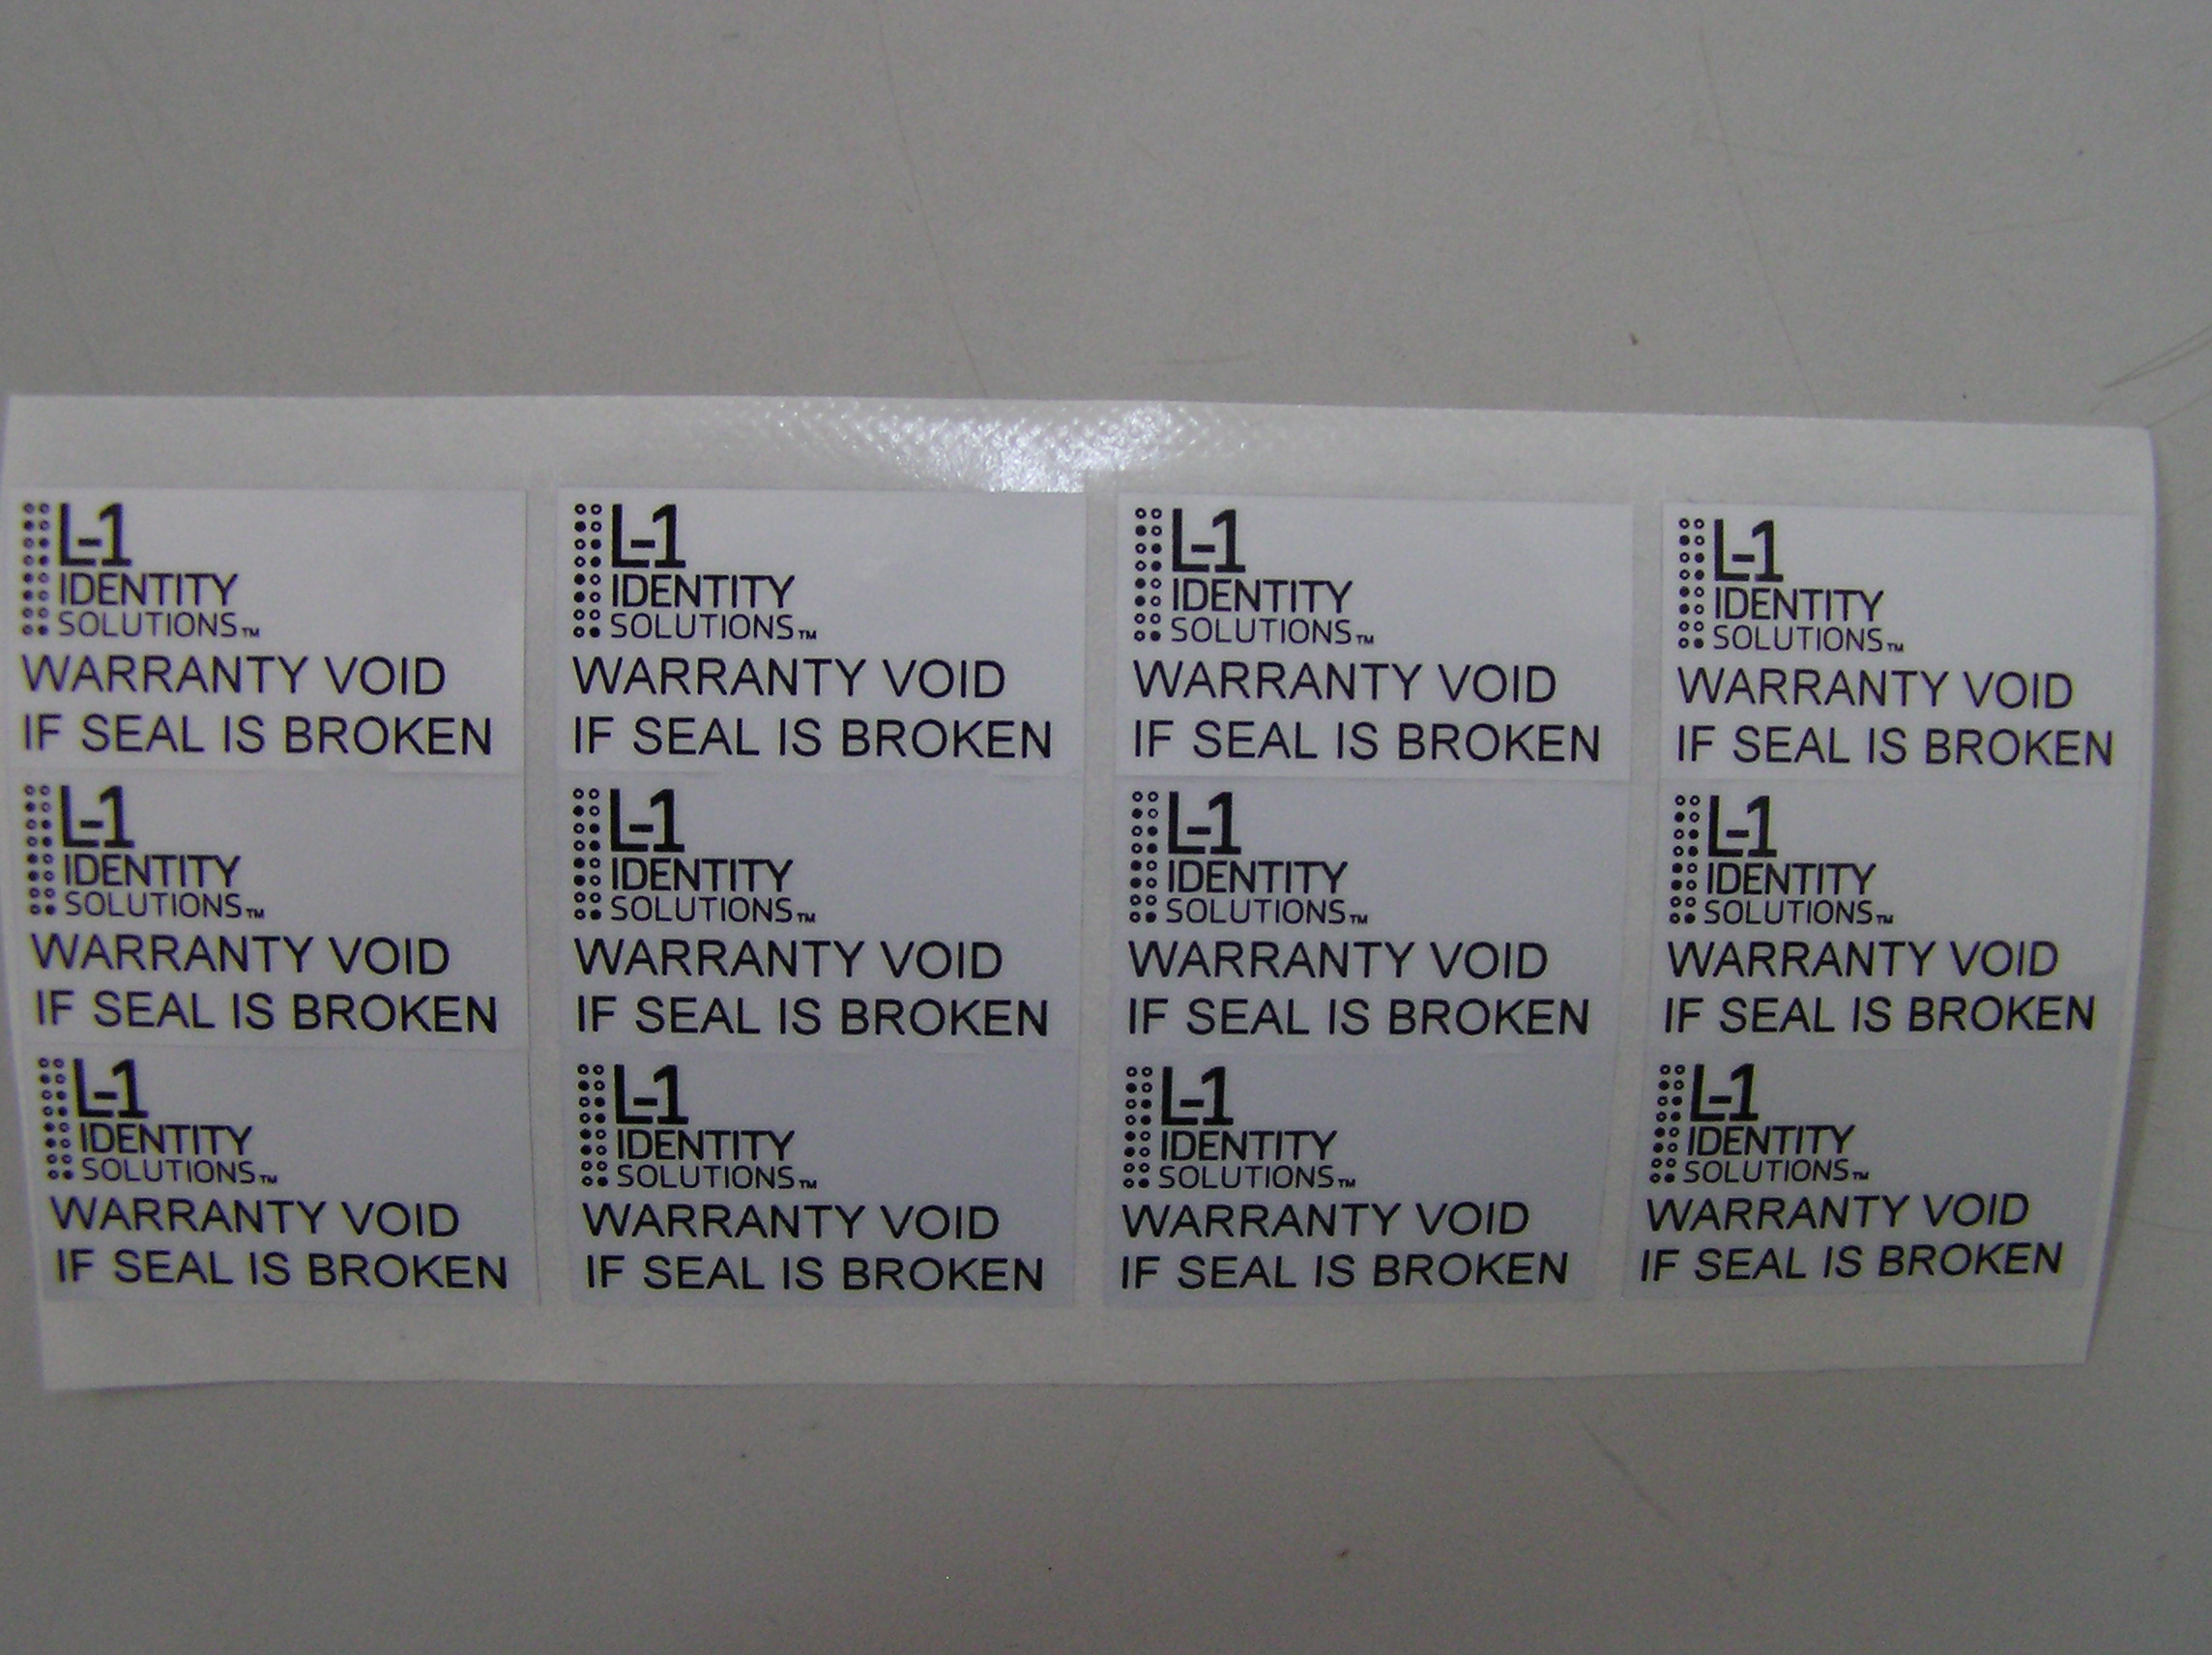 L-1 L-1 L-1 L-1
IDENTITY IDENTITY IDENTITY IDENTITY
SOLUTIONS™ SOLUTIONS™ SOLUTIONS™ SOLUTIONS™
WARRANTY VOID WARRANTY VOID WARRANTY VOID WARRANTY VOID
IF SEAL IS BROKEN IF SEAL IS BROKEN IF SEAL IS BROKEN IF SEAL IS BROKEN
L-1 L-1 L-1 L-1
IDENTITY IDENTITY IDENTITY IDENTITY
SOLUTIONS™ SOLUTIONS™ SOLUTIONS™ SOLUTIONS™
WARRANTY VOID WARRANTY VOID WARRANTY VOID WARRANTY VOID
IF SEAL IS BROKEN IF SEAL IS BROKEN IF SEAL IS BROKEN IF SEAL IS BROKEN
L-1 L-1 L-1 L-1
IDENTITY IDENTITY IDENTITY IDENTITY
SOLUTIONS™ SOLUTIONS™ SOLUTIONS™ SOLUTIONS™
WARRANTY VOID WARRANTY VOID WARRANTY VOID WARRANTY VOID
IF SEAL IS BROKEN IF SEAL IS BROKEN IF SEAL IS BROKEN IF SEAL IS BROKEN